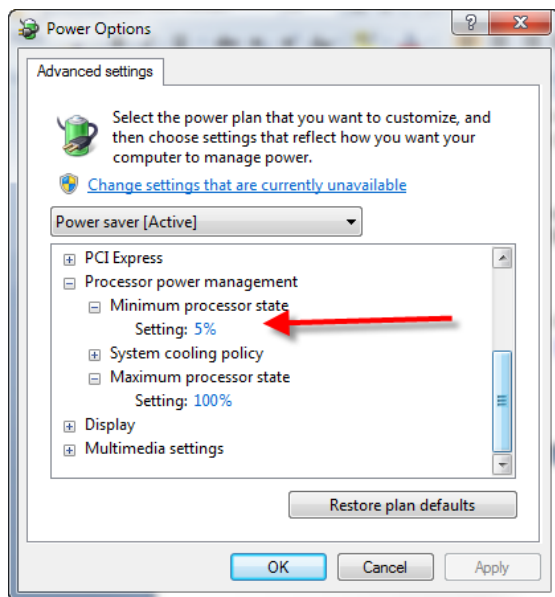 Power Options
Advanced settings
Select the power plan that you want to customize, and
then choose settings that reflect how you want your
computer to manage power.
Change settings that are currently unavailable
Power saver [Active]
PCI Express
Processor power management
Minimum processor state
Setting: 5%
System cooling policy
Maximum processor state
Setting: 100%
Display
Multimedia settings
Restore plan defaults
OK Cancel Apply